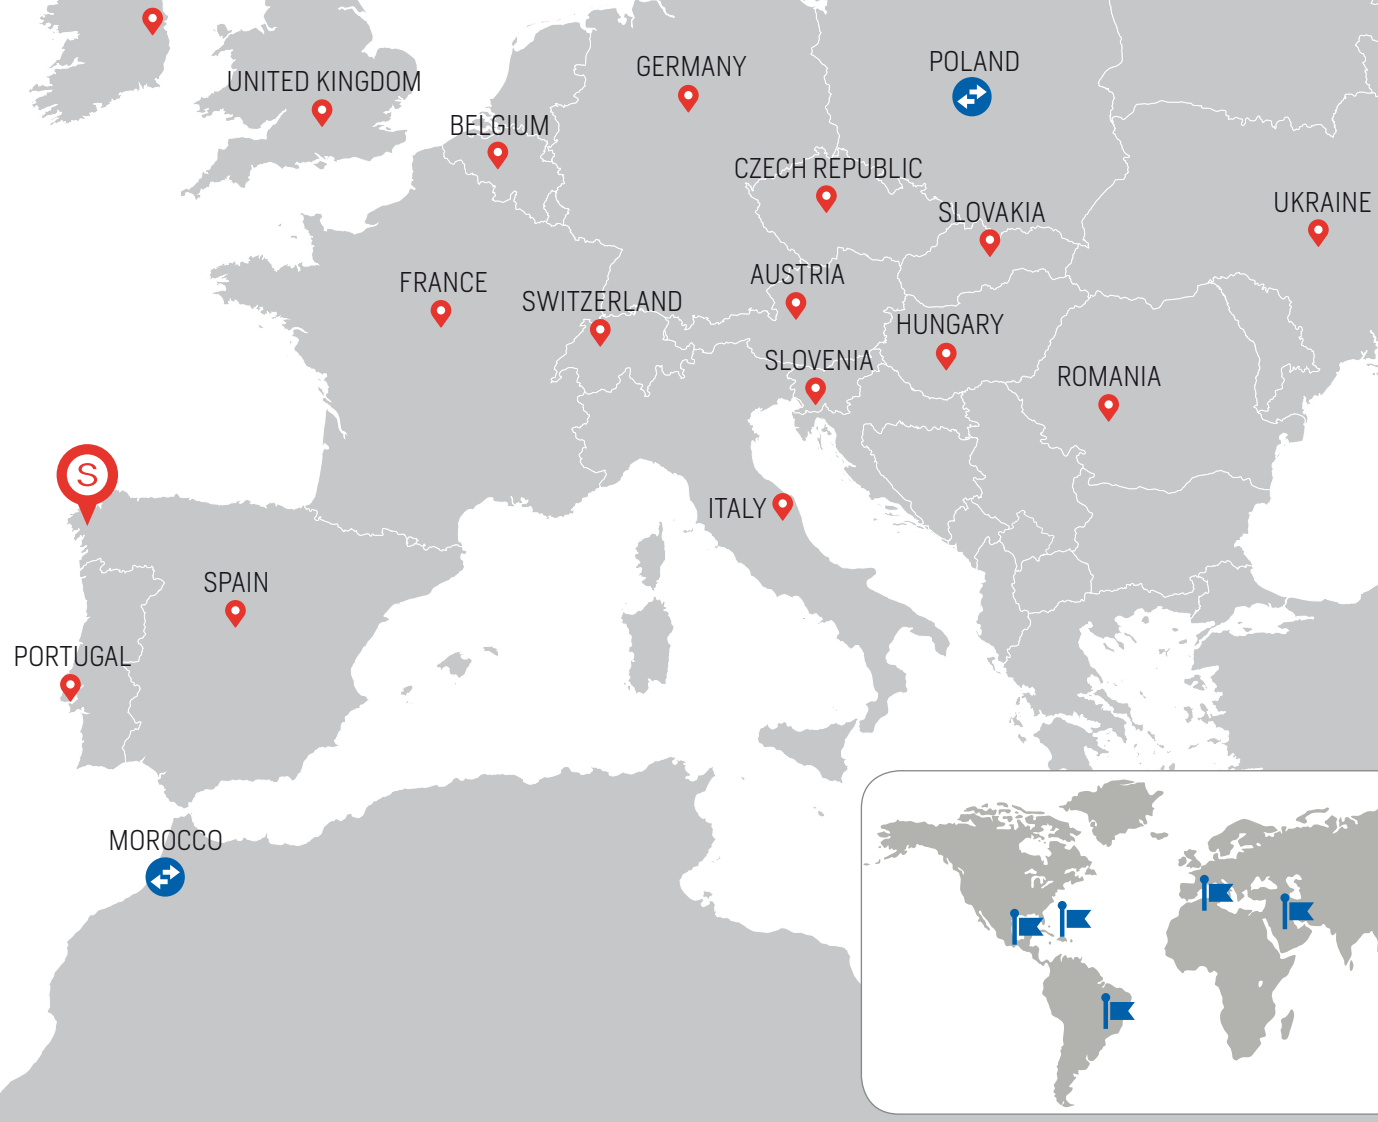 POLAND
GERMANY
UNITED KINGDOM
BELGIUM
CZECH REPUBLIC
UKRAINE
SLOVAKIA
AUSTRIA
FRANCE
SWITZERLAND
HUNGARY
SLOVENIA
ROMANIA
S
ITALY
SPAIN
PORTUGAL
MOROCCO